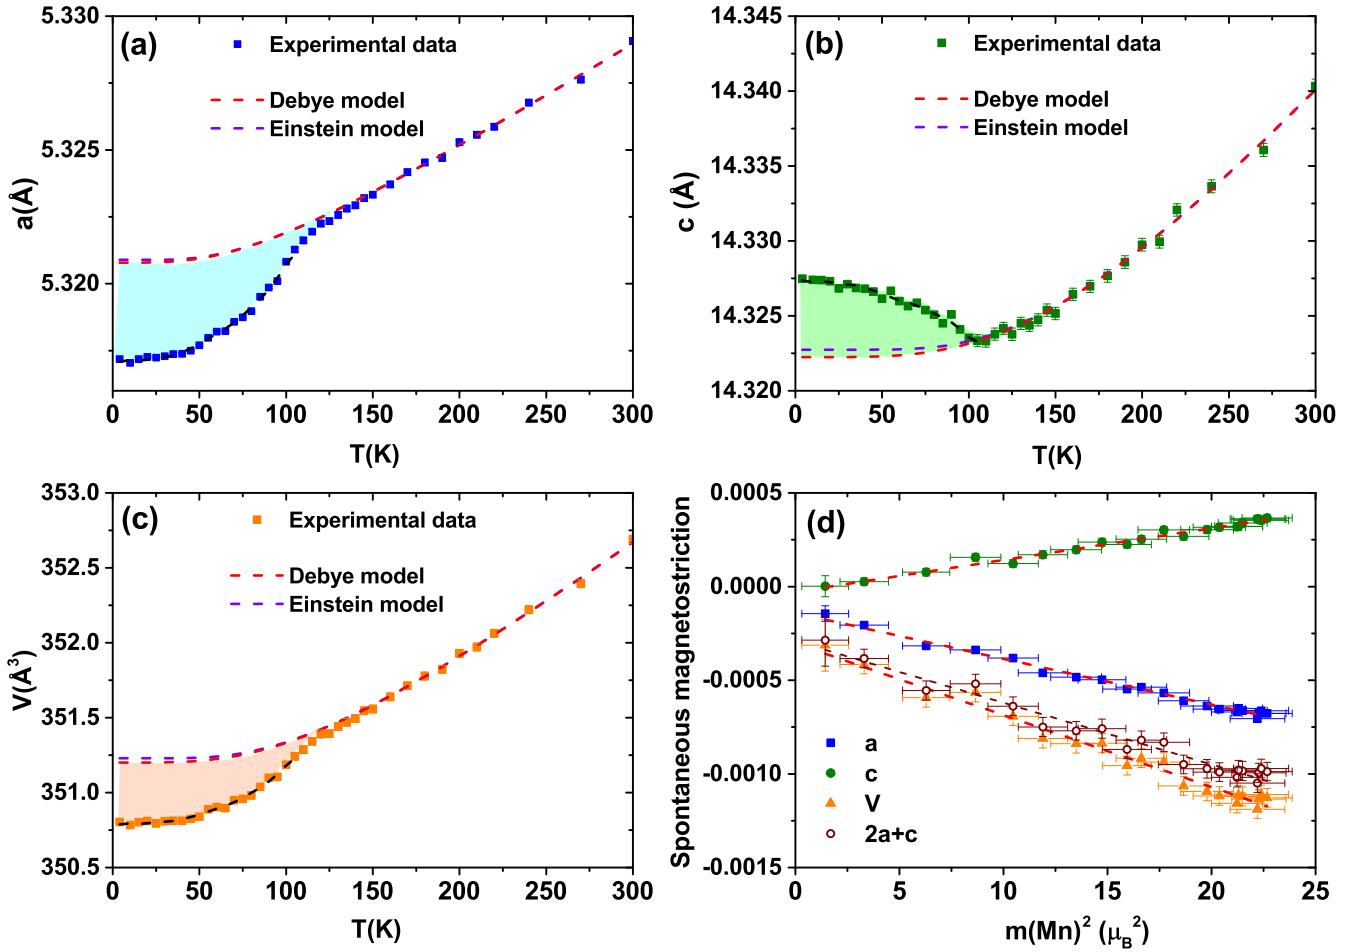 (a)
Experimental data
Debye model
Einstein model
5.330
5.325
5.320
a(Å)
0 50 100 150 200 250 300
T(K)
(b)
Experimental data
Debye model
Einstein model
14.345
14.340
14.335
14.330
14.325
14.320
c (Å)
0 50 100 150 200 250 300
T(K)
(c)
Experimental data
Debye model
Einstein model
353.0
352.5
352.0
351.5
351.0
350.5
V(Å³)
0 50 100 150 200 250 300
T(K)
(d)
0.0005
0.0000
-0.0005
-0.0010
-0.0015
Spontaneous magnetostriction
a
c
V
2a+c
0 5 10 15 20 25
m(Mn)² (μ_B²)